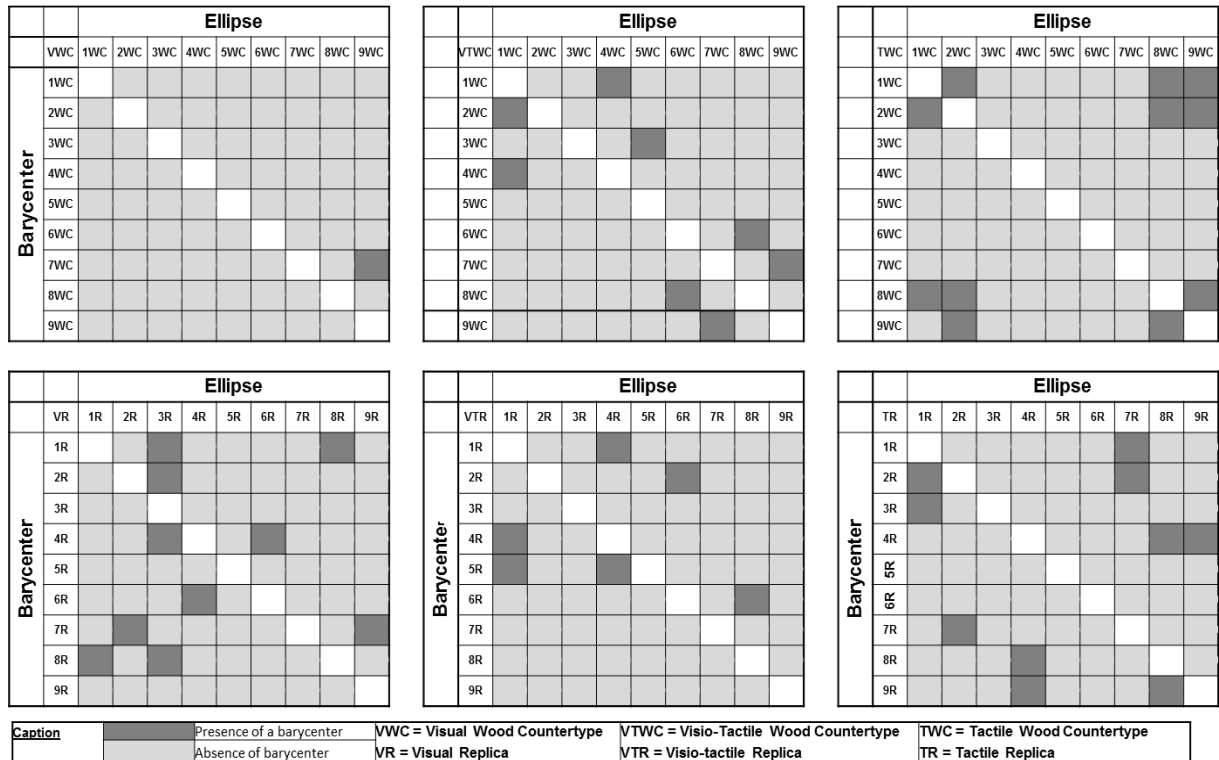 Ellipse
VWC 1WC 2WC 3WC 4WC 5WC 6WC 7WC 8WC 9WC
Barycenter
1WC
2WC
3WC
4WC
5WC
6WC
7WC
8WC
9WC
Ellipse
VTWC 1WC 2WC 3WC 4WC 5WC 6WC 7WC 8WC 9WC
1WC
2WC
3WC
4WC
5WC
6WC
7WC
8WC
9WC
Ellipse
TWC 1WC 2WC 3WC 4WC 5WC 6WC 7WC 8WC 9WC
1WC
2WC
3WC
4WC
5WC
6WC
7WC
8WC
9WC
Ellipse
VR 1R 2R 3R 4R 5R 6R 7R 8R 9R
Barycenter
1R
2R
3R
4R
5R
6R
7R
8R
9R
Ellipse
VTR 1R 2R 3R 4R 5R 6R 7R 8R 9R
Barycenter
1R
2R
3R
4R
5R
6R
7R
8R
9R
Ellipse
TR 1R 2R 3R 4R 5R 6R 7R 8R 9R
Barycenter
1R
2R
3R
4R
5R
6R
7R
8R
9R
Caption Presence of a barycenter VWC = Visual Wood Countertype VTWC = Visio-Tactile Wood Countertype TWC = Tactile Wood Countertype
Absence of a barycenter VR = Visual Replica VTR = Visio-tactile Replica TR = Tactile Replica